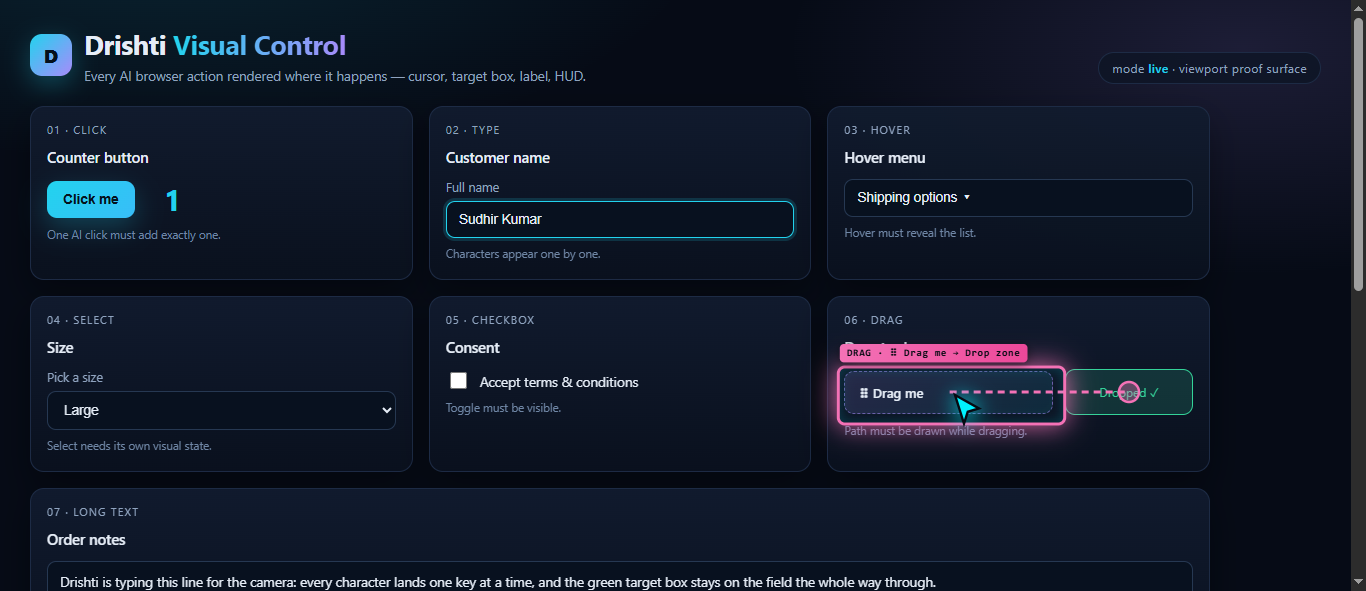 D
Drishti Visual Control
Every AI browser action rendered where it happens — cursor, target box, label, HUD.
mode live · viewport proof surface
01 · CLICK
Counter button
Click me
1
One AI click must add exactly one.
02 · TYPE
Customer name
Full name
Sudhir Kumar
Characters appear one by one.
03 · HOVER
Hover menu
Shipping options ▾
Hover must reveal the list.
04 · SELECT
Size
Pick a size
Large
Select needs its own visual state.
05 · CHECKBOX
Consent
Accept terms & conditions
Toggle must be visible.
06 · DRAG
DRAG · ⠿ Drag me → Drop zone
⠿ Drag me
Dropped ✓
Path must be drawn while dragging.
07 · LONG TEXT
Order notes
Drishti is typing this line for the camera: every character lands one key at a time, and the green target box stays on the field the whole way through.